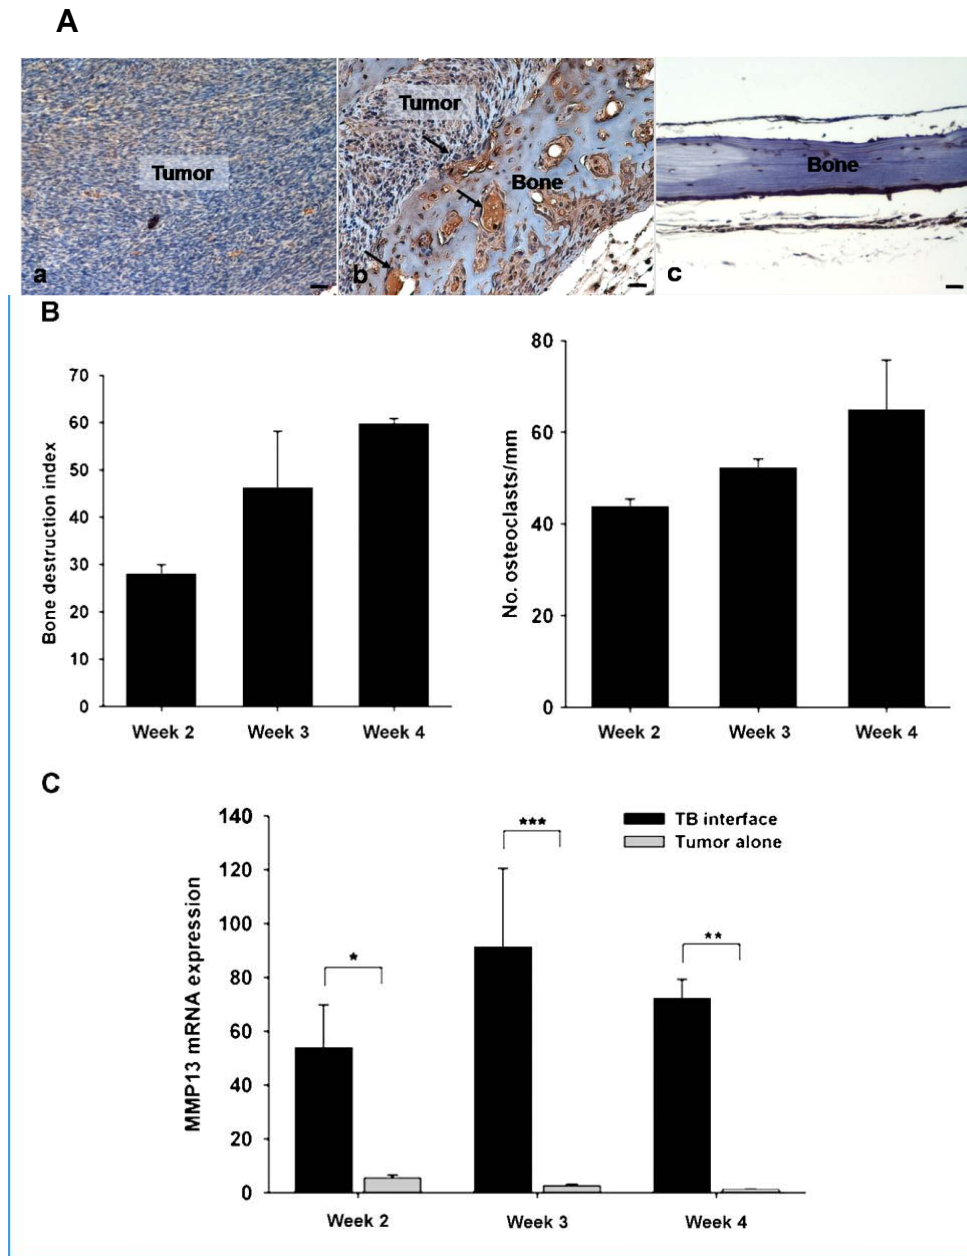 A
Tumor
a
Tumor
Bone
b
Bone
c
B
Bone destruction index
70
60
50
40
30
20
10
0
Week 2 Week 3 Week 4
No. osteoclasts/mm
80
60
40
20
0
Week 2 Week 3 Week 4
C
MMP13 mRNA expression
140
120
100
80
60
40
20
0
* *** **
TB interface
Tumor alone
Week 2 Week 3 Week 4